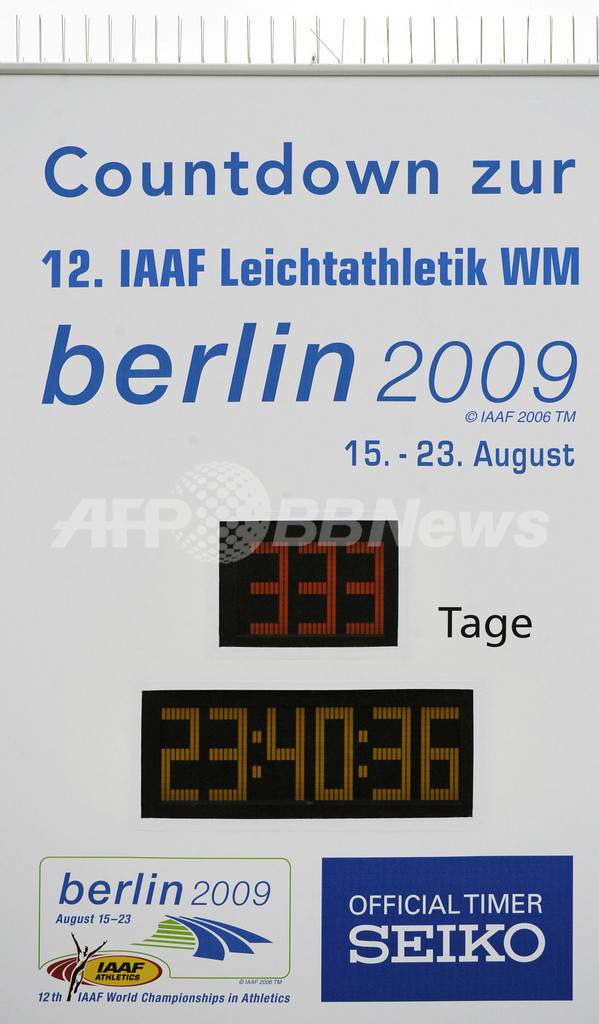 Countdown zur
12. IAAF Leichtathletik WM
berlin 2009
© IAAF 2006 TM
15. - 23. August
AFP BBNews
333
Tage
23:40:36
berlin 2009
August 15–23
IAAF
ATHLETICS
© IAAF 2006 TM
12th IAAF World Championships in Athletics
OFFICIAL TIMER
SEIKO